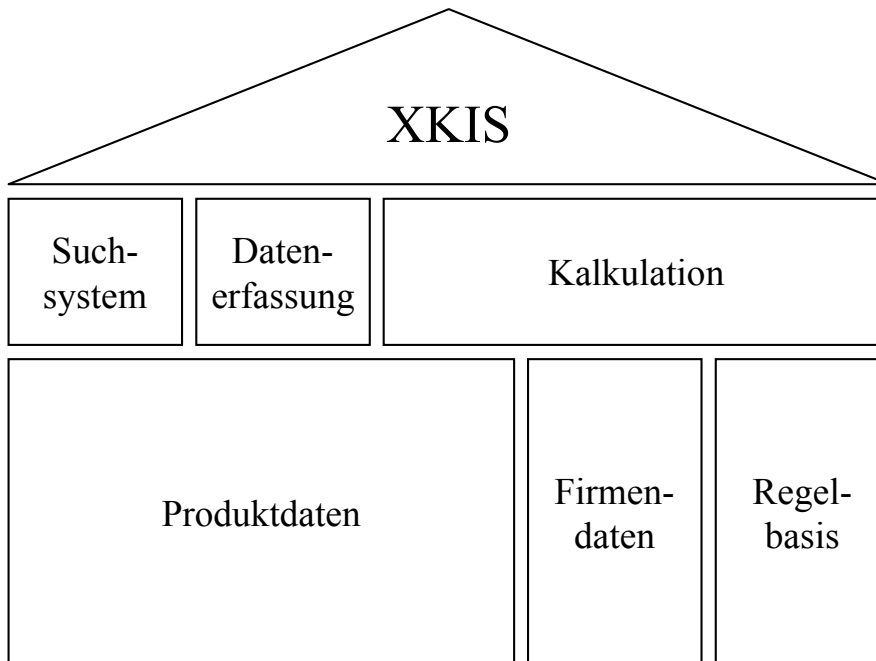 XKIS
Such-
system
Daten-
erfassung
Kalkulation
Produktdaten
Firmen-
daten
Regel-
basis